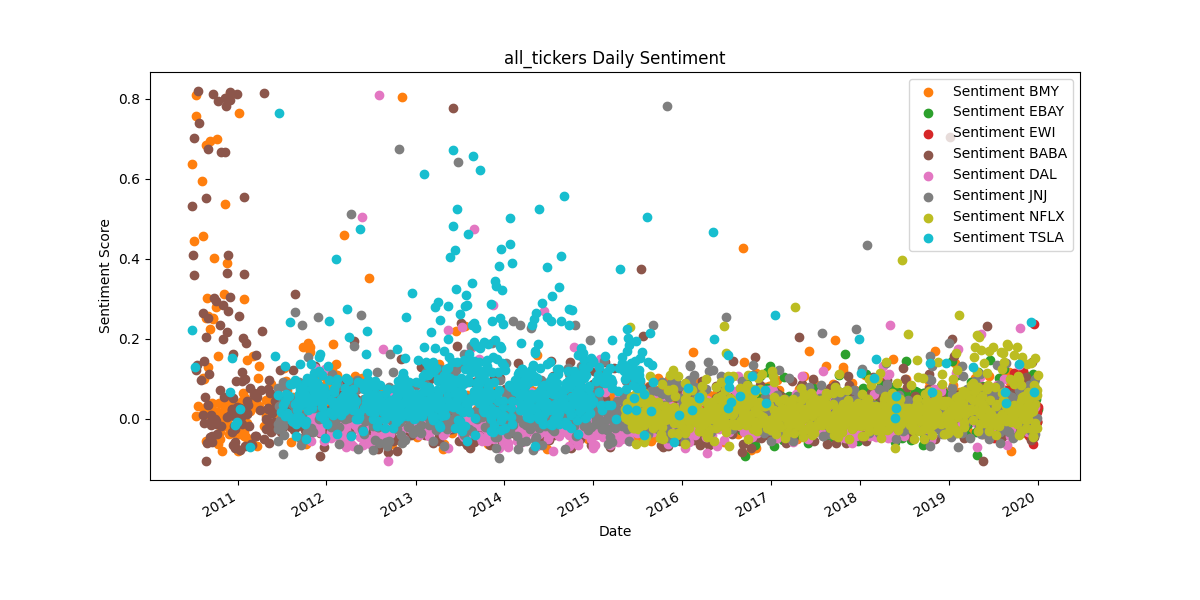 all_tickers Daily Sentiment
Sentiment Score
0.8
0.6
0.4
0.2
0.0
Sentiment BMY
Sentiment EBAY
Sentiment EWI
Sentiment BABA
Sentiment DAL
Sentiment JNJ
Sentiment NFLX
Sentiment TSLA
2011
2012
2013
2014
2015
2016
2017
2018
2019
2020
Date